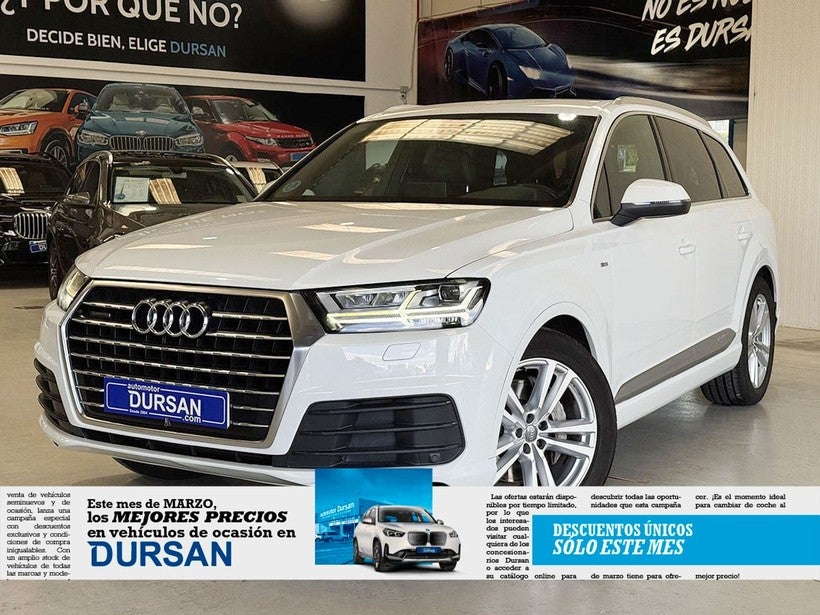 ¿Y POR QUÉ NO?
DECIDE BIEN, ELIGE DURSAN
NO ES NUE
ES DURSA
automotor
DURSAN
.com
Desde 2004
venta de vehículos
seminuevos y de
ocasión, lanza una
campaña especial
con descuentos
exclusivos y condi-
ciones de compra
inigualables. Con
un amplio stock de
vehículos de todas
las marcas y mode-
Este mes de MARZO,
los MEJORES PRECIOS
en vehículos de ocasión en
DURSAN
automotor Dursan
Las ofertas estarán dispo-
nibles por tiempo limitado,
por lo que
los interesa-
dos pueden
visitar cual-
quiera de los
concesiona-
rios Dursan
o acceder a
su catálogo online para
descubrir todas las oportu-
nidades que esta campaña
de marzo tiene para ofre-
cer. ¡Es el momento ideal
para cambiar de coche al
mejor precio!
DESCUENTOS ÚNICOS
SÓLO ESTE MES